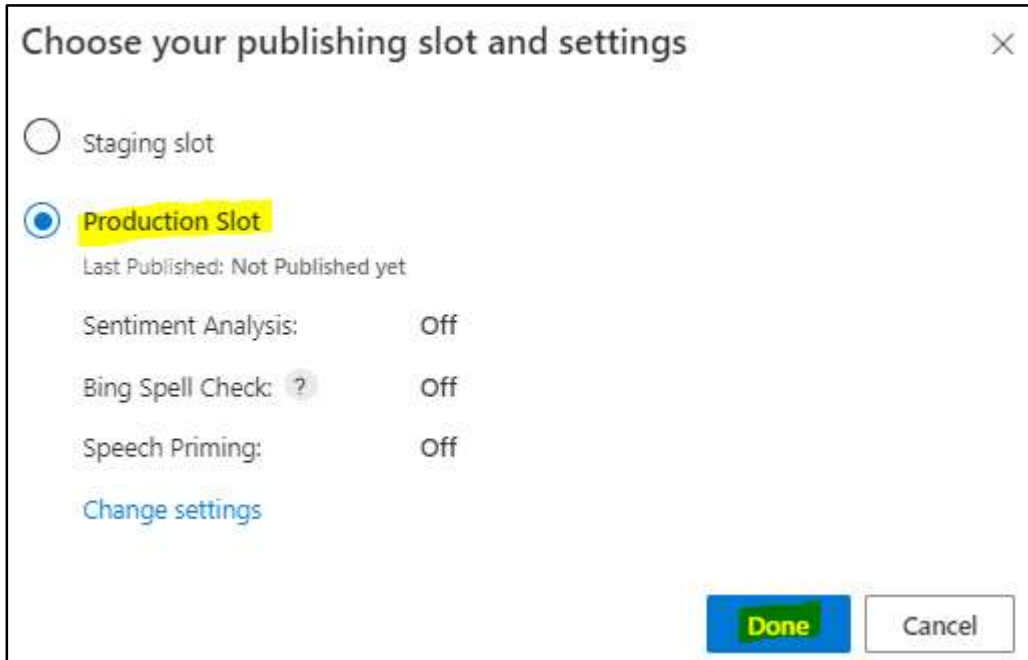 Choose your publishing slot and settings
Staging slot
Production Slot
Last Published: Not Published yet
Sentiment Analysis: Off
Bing Spell Check: ? Off
Speech Priming: Off
Change settings
Done Cancel